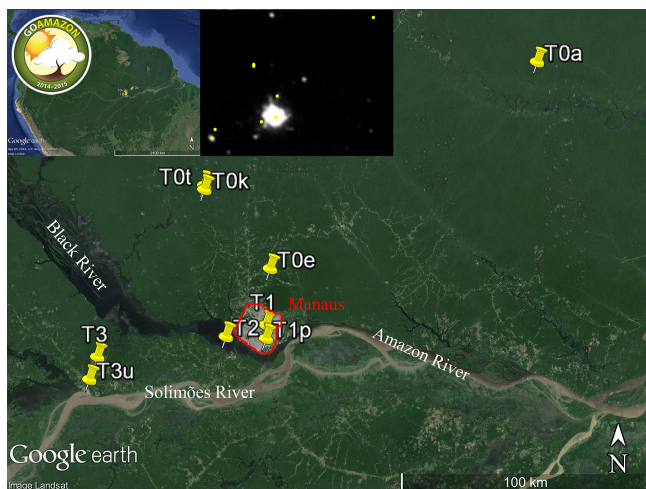 GOAMAZON
2014-2015
Google earth
N
T0a
T0t
T0k
Black River
T0e
T1
Manaus
T2
T1p
T3
Amazon River
T3u
Solimões River
Google earth
N
100 km
Image Landsat